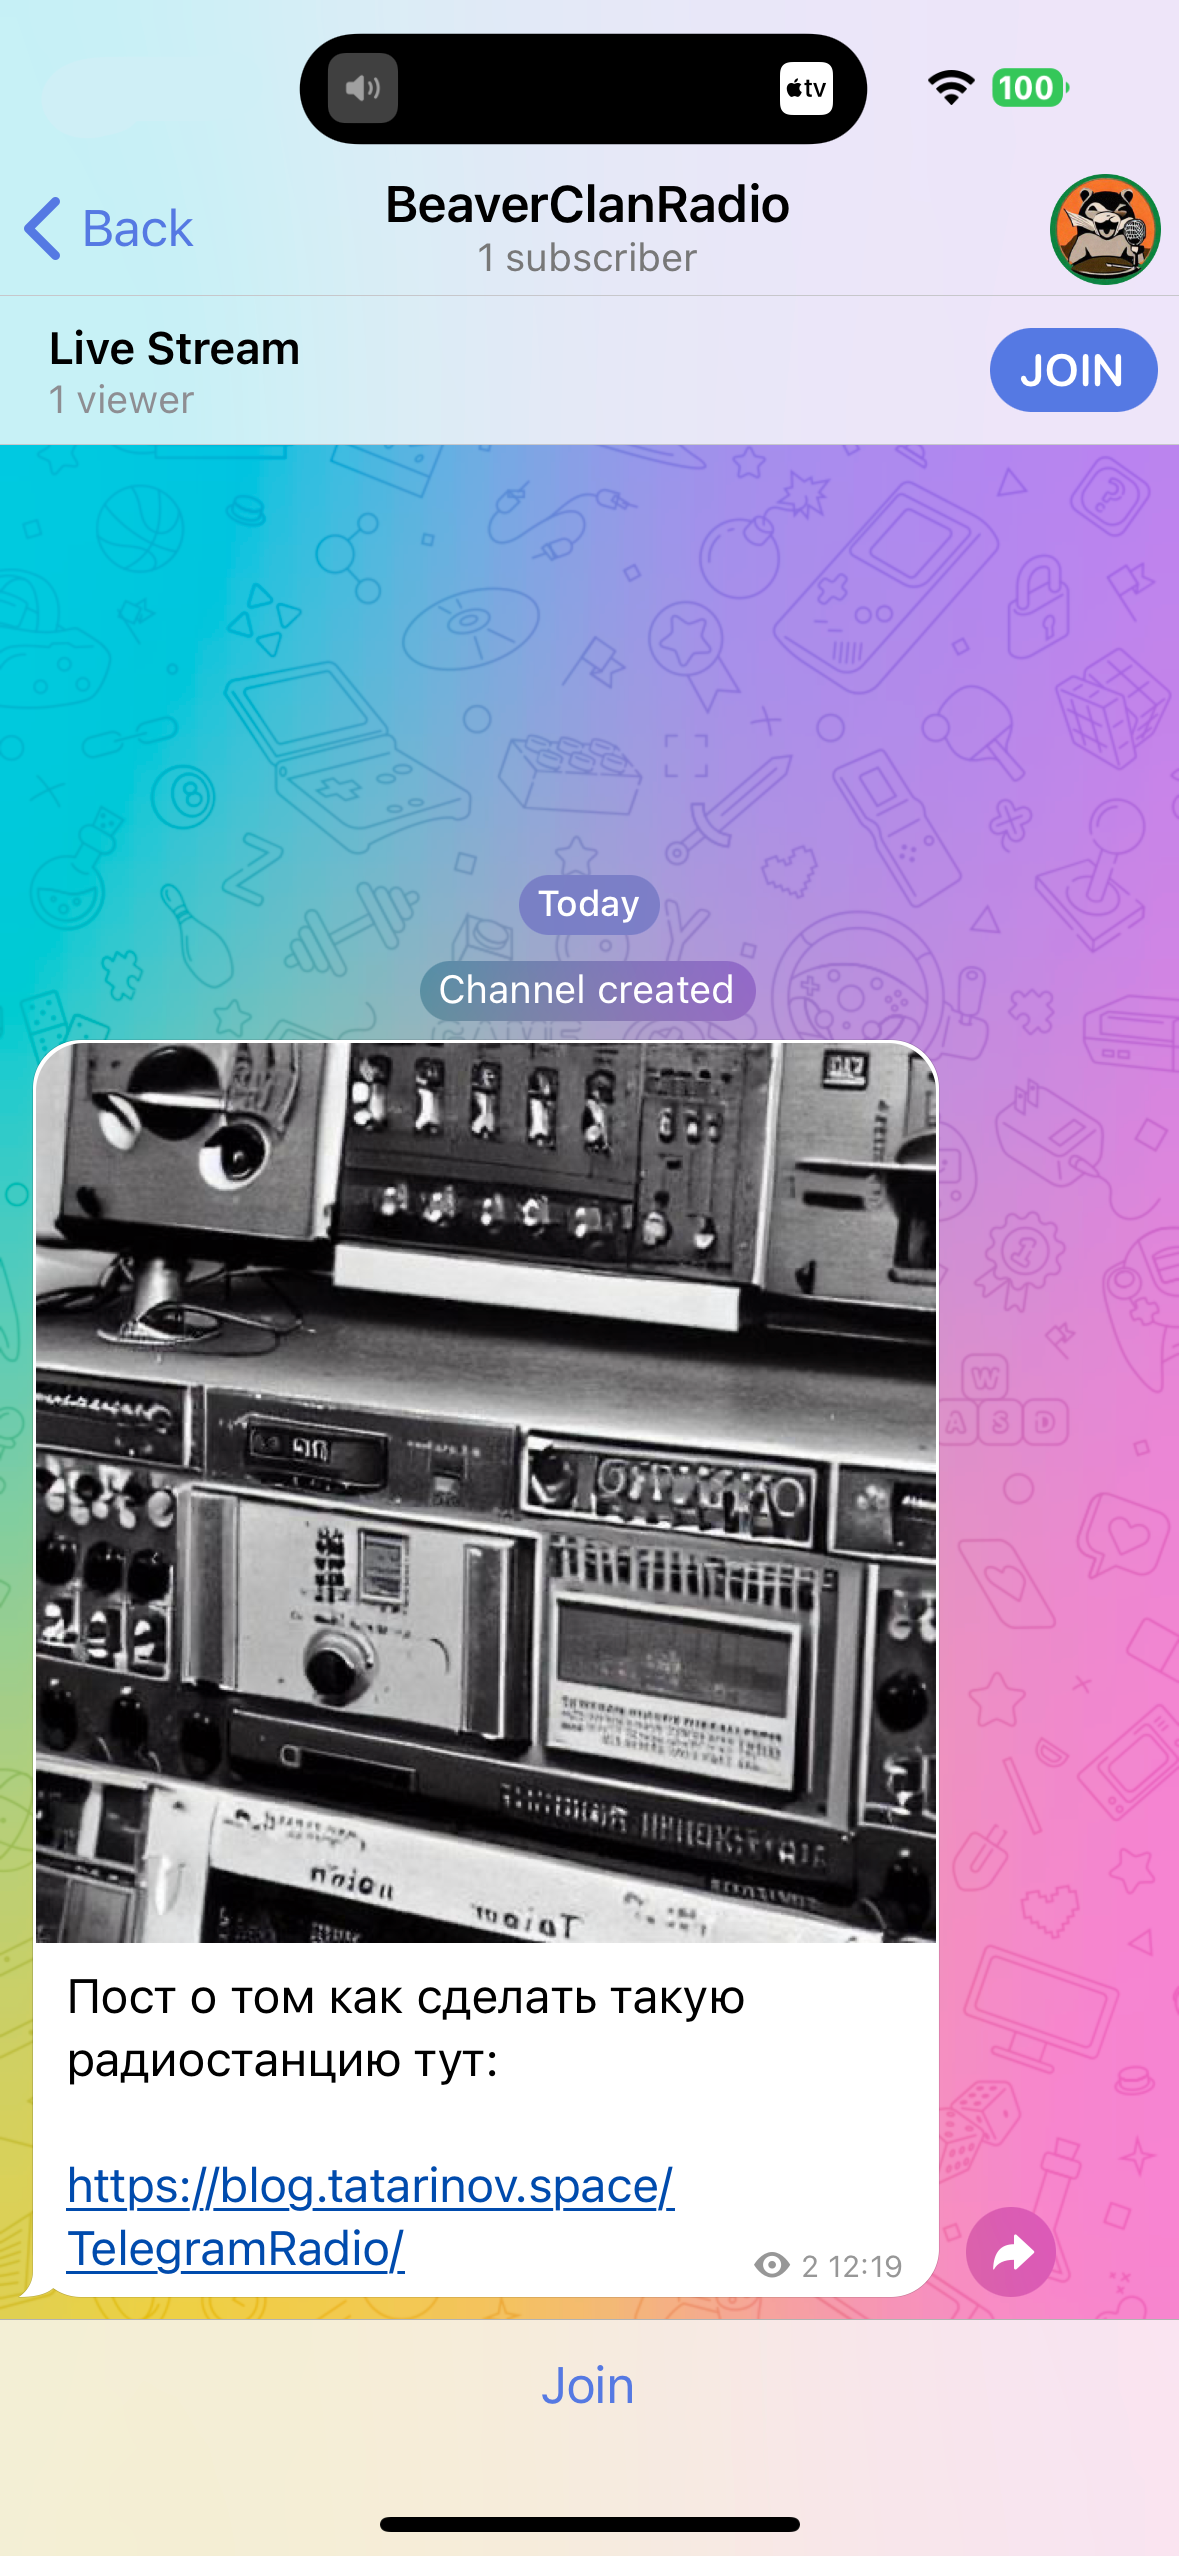 tv
100
Back
BeaverClanRadio
1 subscriber
Live Stream
1 viewer
JOIN
Today
Channel created
Пост о том как сделать такую
радиостанцию тут:
https://blog.tatarinov.space/
TelegramRadio/
2 12:19
Join